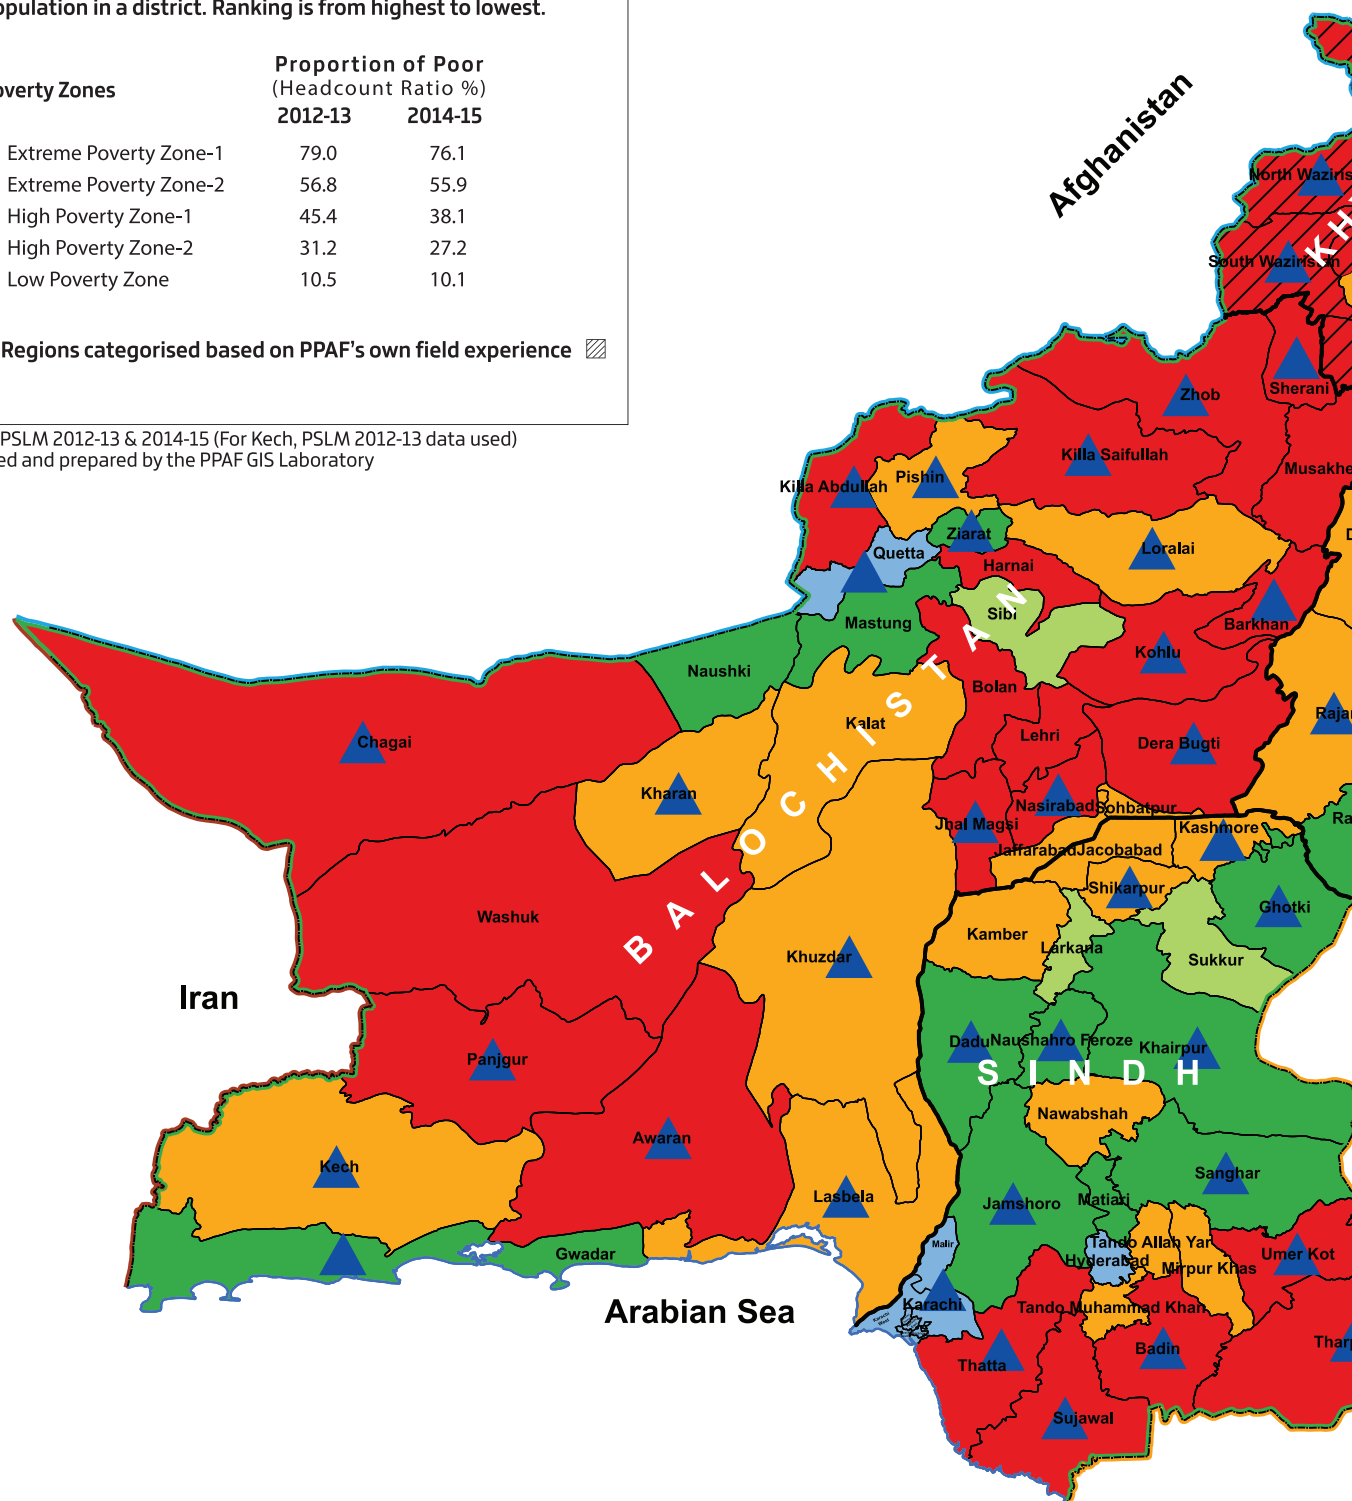 opulation in a district. Ranking is from highest to lowest.
Proportion of Poor
overty Zones (Headcount Ratio %)
2012-13 2014-15
Extreme Poverty Zone-1 79.0 76.1
Extreme Poverty Zone-2 56.8 55.9
High Poverty Zone-1 45.4 38.1
High Poverty Zone-2 31.2 27.2
Low Poverty Zone 10.5 10.1
Regions categorised based on PPAF's own field experience
PSLM 2012-13 & 2014-15 (For Kech, PSLM 2012-13 data used)
ed and prepared by the PPAF GIS Laboratory
Afghanistan
North Waziris
KH
South Waziristan
Sherani
Zhob
Killa Saifullah
Musakhe
Killa Abdullah
Pishin
Ziarat
Loralai
Quetta
Harnai
Sibi
Mastung
Barkhan
Kohlu
Naushki
Bolan
Kalat
Lehri
Dera Bugti
Rajan
Chagai
Kharan
Nasirabad
Sohbatpur
Jhal Magsi
Kashmore
Ra
Jaffarabad
Jacobabad
Shikarpur
Ghotki
BALOCHISTAN
Washuk
Kamber
Larkana
Sukkur
Khuzdar
Iran
Dadu
Naushahro Feroze
Khairpur
SINDH
Panjgur
Nawabshah
Awaran
Kech
Sanghar
Lasbela
Jamshoro
Matiari
Malir
Tando Allah Yar
Hyderabad
Mirpur Khas
Umer Kot
Gwadar
Karachi
Karachi
West
Tando Muhammad Khan
Arabian Sea
Thatta
Badin
Tharp
Sujawal